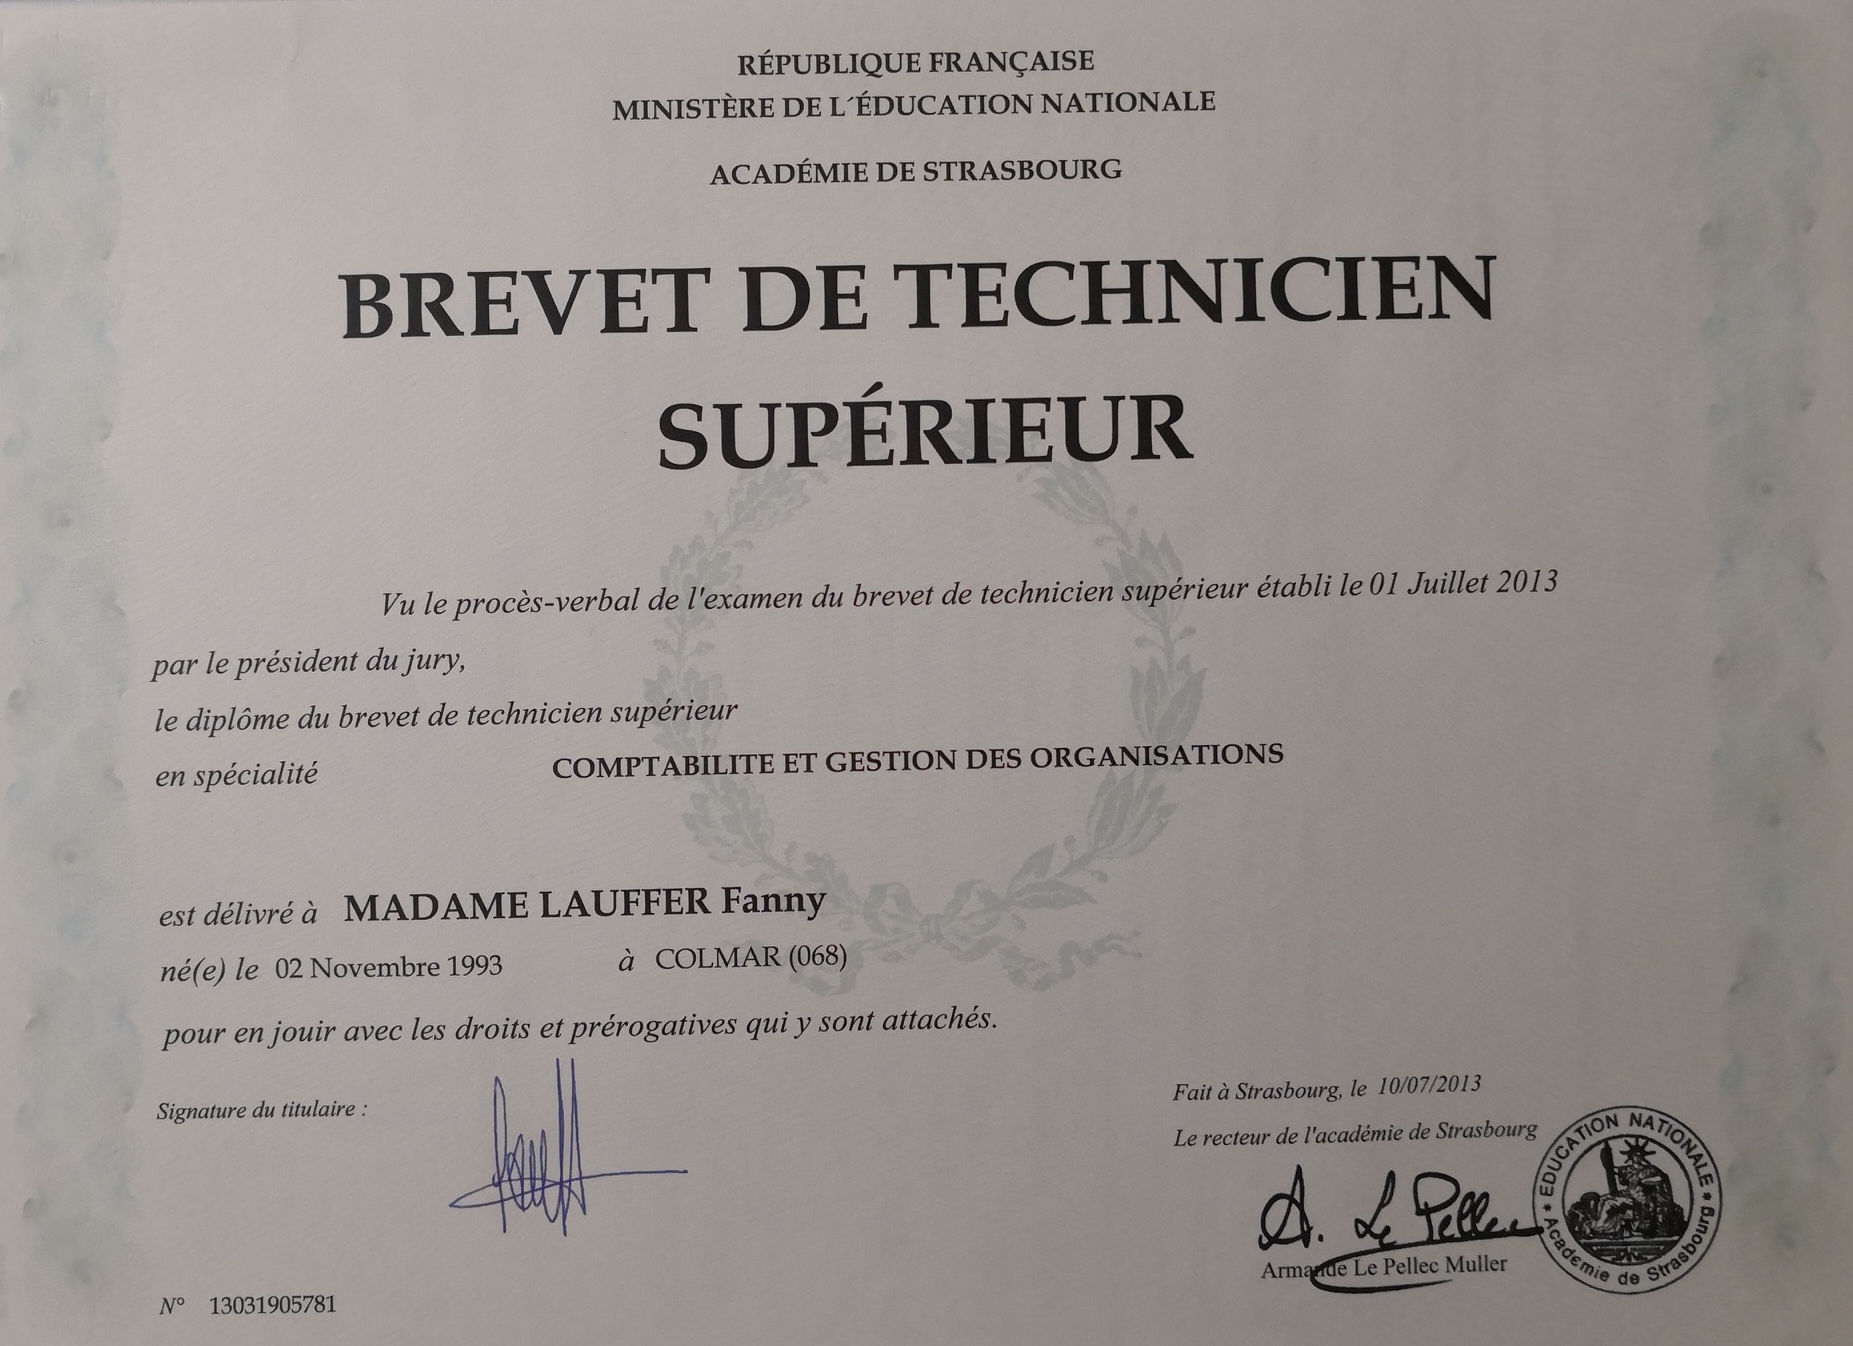 RÉPUBLIQUE FRANÇAISE
MINISTÈRE DE L´ÉDUCATION NATIONALE
ACADÉMIE DE STRASBOURG
BREVET DE TECHNICIEN
SUPÉRIEUR
Vu le procès-verbal de l'examen du brevet de technicien supérieur établi le 01 Juillet 2013
par le président du jury,
le diplôme du brevet de technicien supérieur
en spécialité COMPTABILITE ET GESTION DES ORGANISATIONS
est délivré à MADAME LAUFFER Fanny
né(e) le 02 Novembre 1993 à COLMAR (068)
pour en jouir avec les droits et prérogatives qui y sont attachés.
Signature du titulaire :
Fait à Strasbourg, le 10/07/2013
Le recteur de l'académie de Strasbourg
A. Le Pellec
Armande Le Pellec Muller
* EDUCATION NATIONALE *
Académie de Strasbourg
N° 13031905781